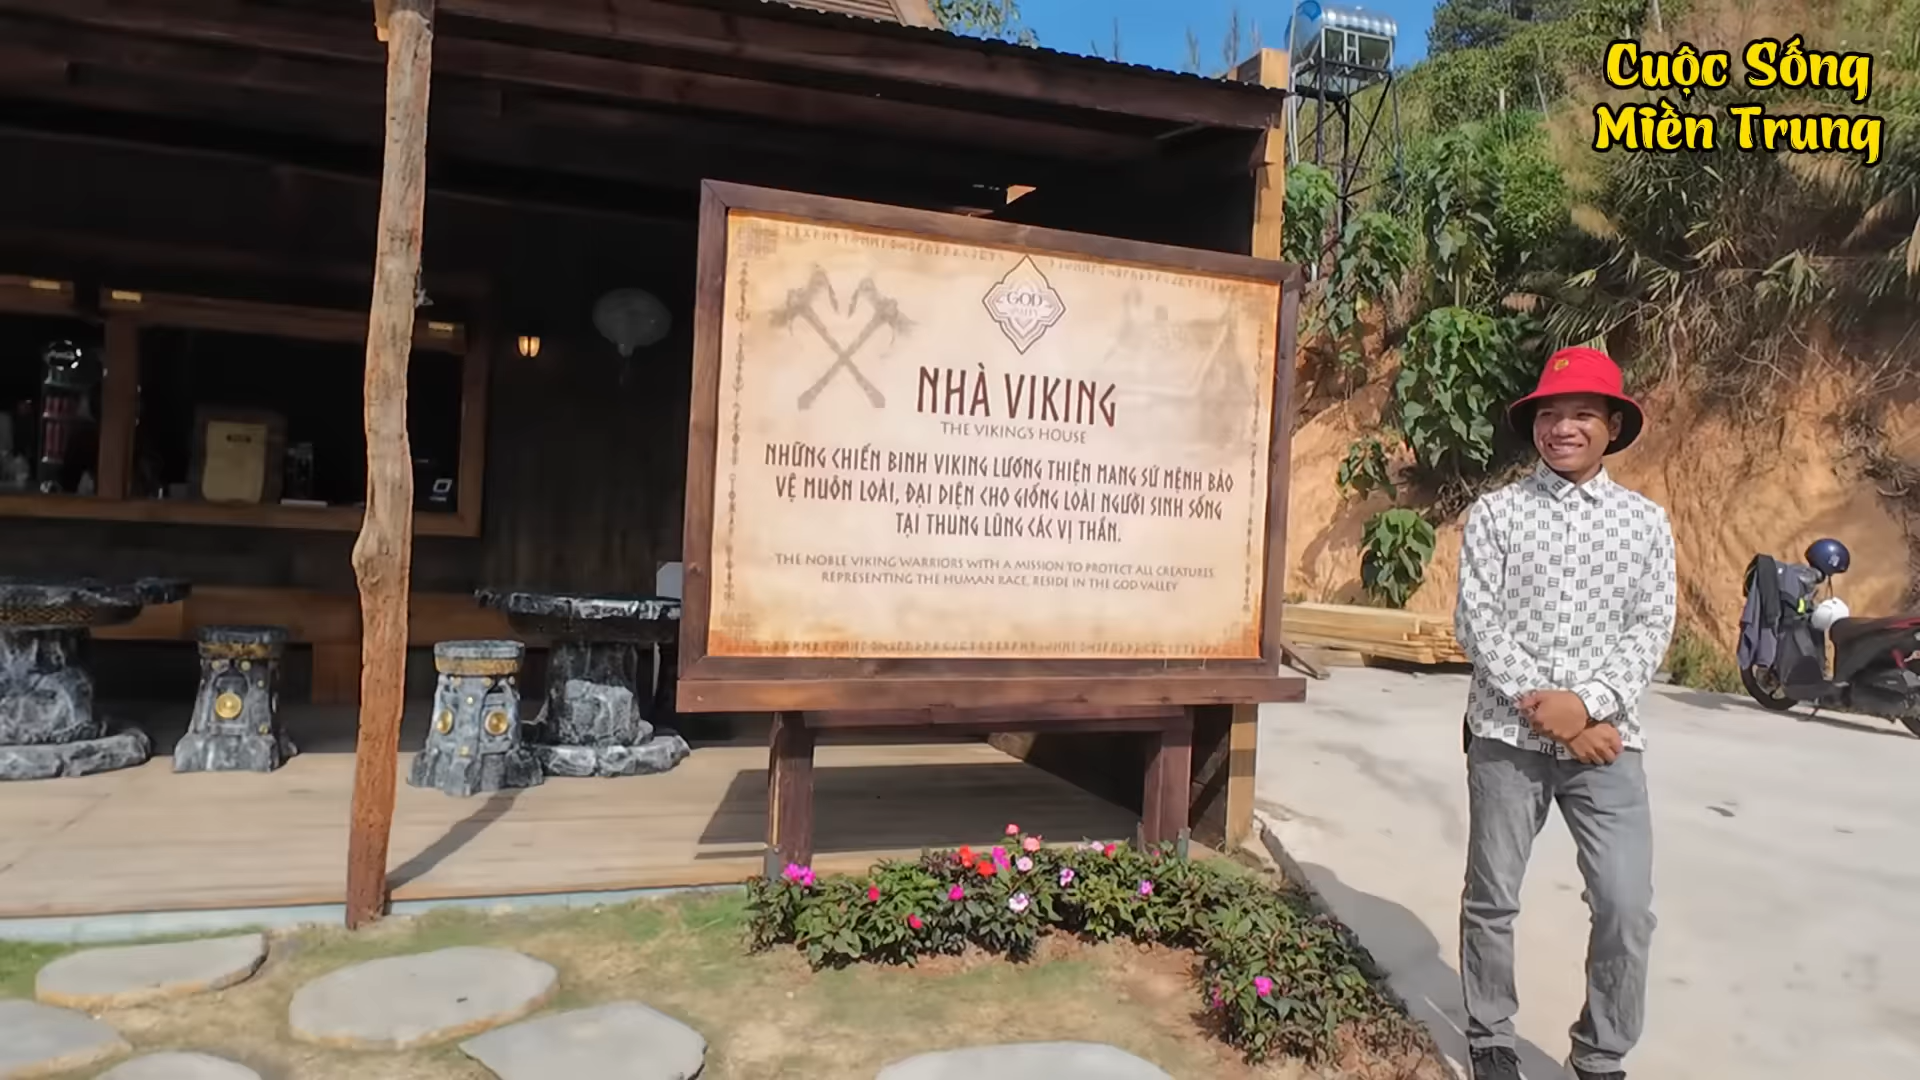 Cuộc Sống
Miền Trung
GOD
VALLEY
NHÀ VIKING
THE VIKING'S HOUSE
NHỮNG CHIẾN BINH VIKING LƯƠNG THIỆN MANG SỨ MỆNH BẢO
VỆ MUÔN LOÀI, ĐẠI DIỆN CHO GIỐNG LOÀI NGƯỜI SINH SỐNG
TẠI THUNG LŨNG CÁC VỊ THẦN.
THE NOBLE VIKING WARRIORS WITH A MISSION TO PROTECT ALL CREATURES,
REPRESENTING THE HUMAN RACE, RESIDE IN THE GOD VALLEY